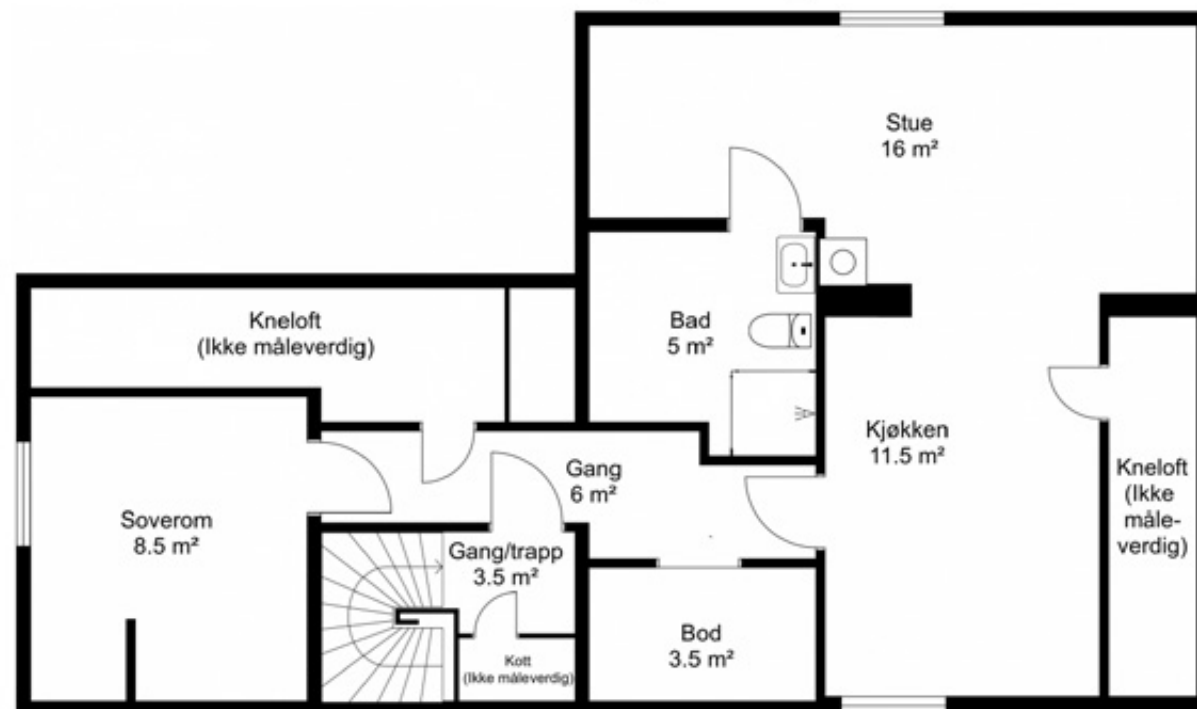 Stue
16 m²
Kneloft
(Ikke måleverdig)
Bad
5 m²
Kjøkken
11.5 m²
Gang
6 m²
Kneloft
(Ikke
måle-
verdig)
Soverom
8.5 m²
Gang/trapp
3.5 m²
Bod
3.5 m²
Kott
(Ikke måleverdig)